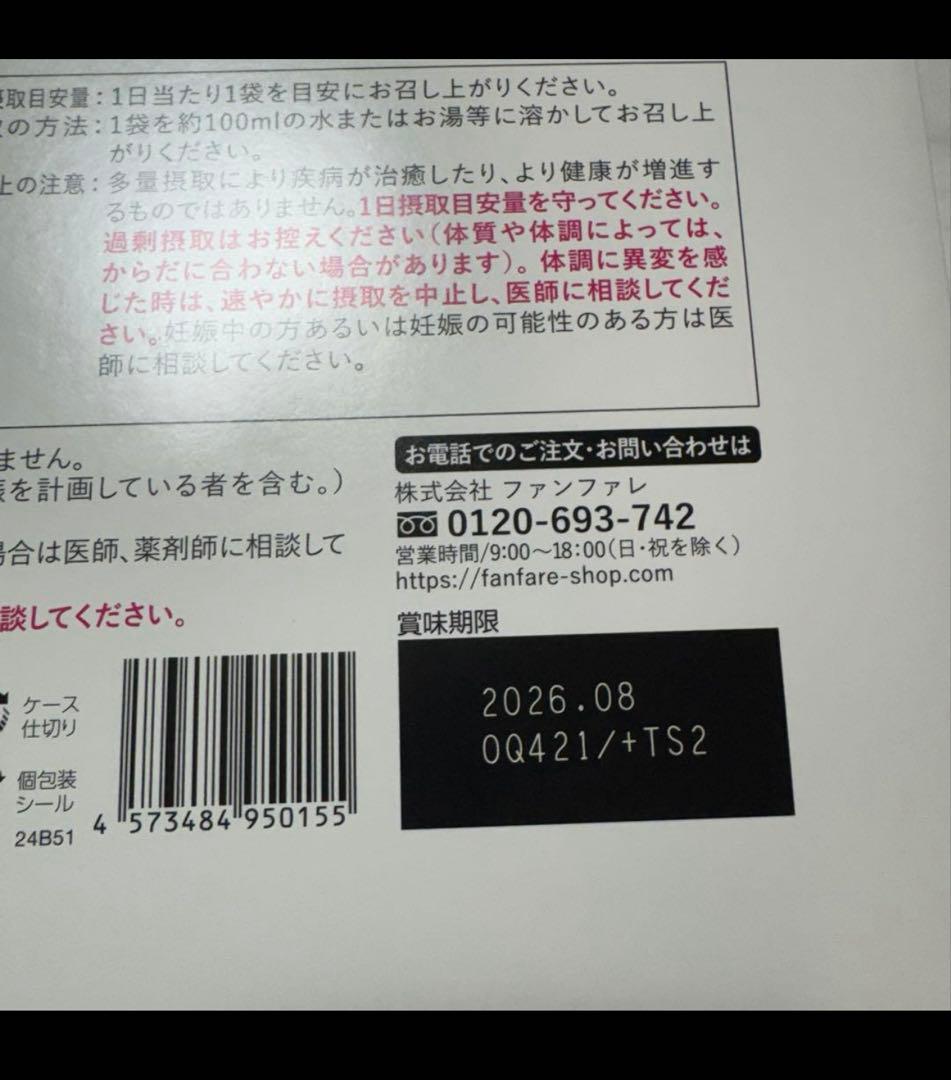 摂取目安量：1日当たり1袋を目安にお召し上がりください。
の方法：1袋を約100mlの水またはお湯等に溶かしてお召し上
がりください。
上の注意：多量摂取により疾病が治癒したり、より健康が増進す
るものではありません。1日摂取目安量を守ってください。
過剰摂取はお控えください（体質や体調によっては、
からだに合わない場合があります）。体調に異変を感
じた時は、速やかに摂取を中止し、医師に相談してくだ
さい。妊娠中の方あるいは妊娠の可能性のある方は医
師に相談してください。
ません。
を計画している者を含む。）
場合は医師、薬剤師に相談して
談してください。
お電話でのご注文・お問い合わせは
株式会社 ファンファレ
0120-693-742
営業時間/9:00～18:00（日・祝を除く）
https://fanfare-shop.com
賞味期限
2026.08
0Q421/+TS2
ケース
仕切り
個包装
シール
24B51
4 573484 950155